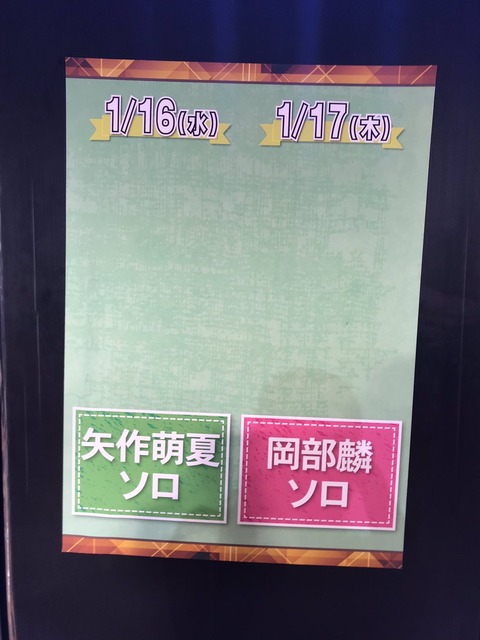 1/16(水)
1/17(木)
矢作萌夏
ソロ
岡部麟
ソロ